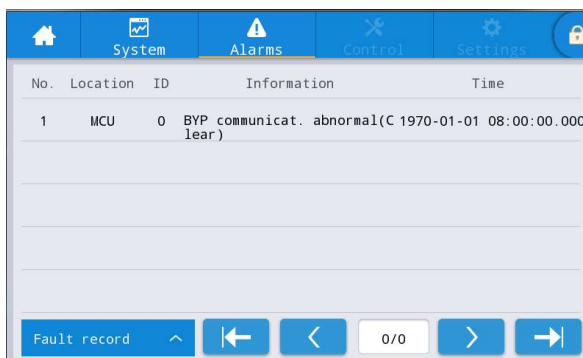 System Alarms Control Settings
No. Location ID Information Time
1 MCU 0 BYP communicat. abnormal(C 1970-01-01 08:00:00.000
lear)
Fault record 0/0